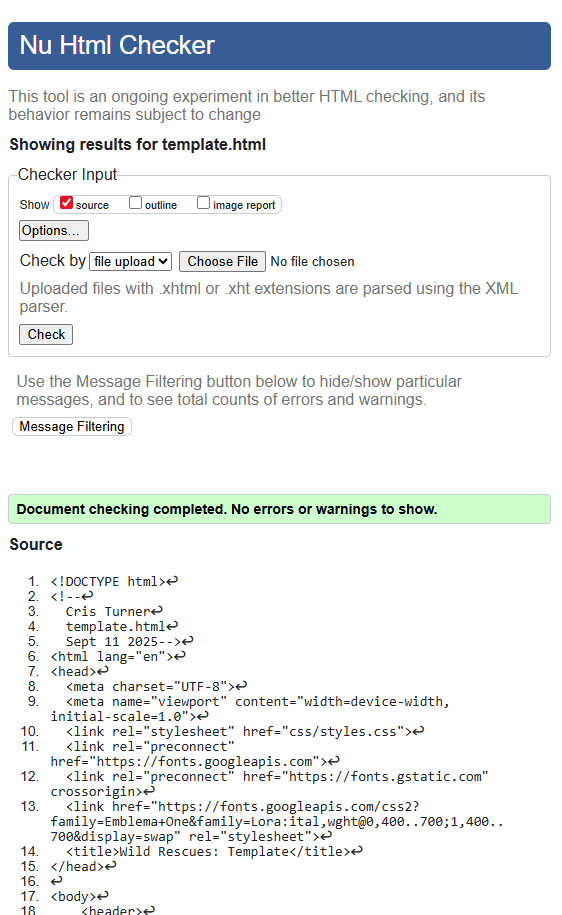 Nu Html Checker
This tool is an ongoing experiment in better HTML checking, and its
behavior remains subject to change
Showing results for template.html
Checker Input
Show source outline image report
Options...
Check by file upload Choose File No file chosen
Uploaded files with .xhtml or .xht extensions are parsed using the XML
parser.
Check
Use the Message Filtering button below to hide/show particular
messages, and to see total counts of errors and warnings.
Message Filtering
Document checking completed. No errors or warnings to show.
Source
1. <!DOCTYPE html>↩
2. <!--↩
3.   Cris Turner↩
4.   template.html↩
5.   Sept 11 2025-->↩
6. <html lang="en">↩
7. <head>↩
8.   <meta charset="UTF-8">↩
9.   <meta name="viewport" content="width=device-width,
initial-scale=1.0">↩
10.   <link rel="stylesheet" href="css/styles.css">↩
11.   <link rel="preconnect"
href="https://fonts.googleapis.com">↩
12.   <link rel="preconnect" href="https://fonts.gstatic.com"
crossorigin>↩
13.   <link href="https://fonts.googleapis.com/css2?
family=Emblema+One&family=Lora:ital,wght@0,400..700;1,400..
700&display=swap" rel="stylesheet">↩
14.   <title>Wild Rescues: Template</title>↩
15. </head>↩
16. ↩
17. <body>↩
18.     <header>↩